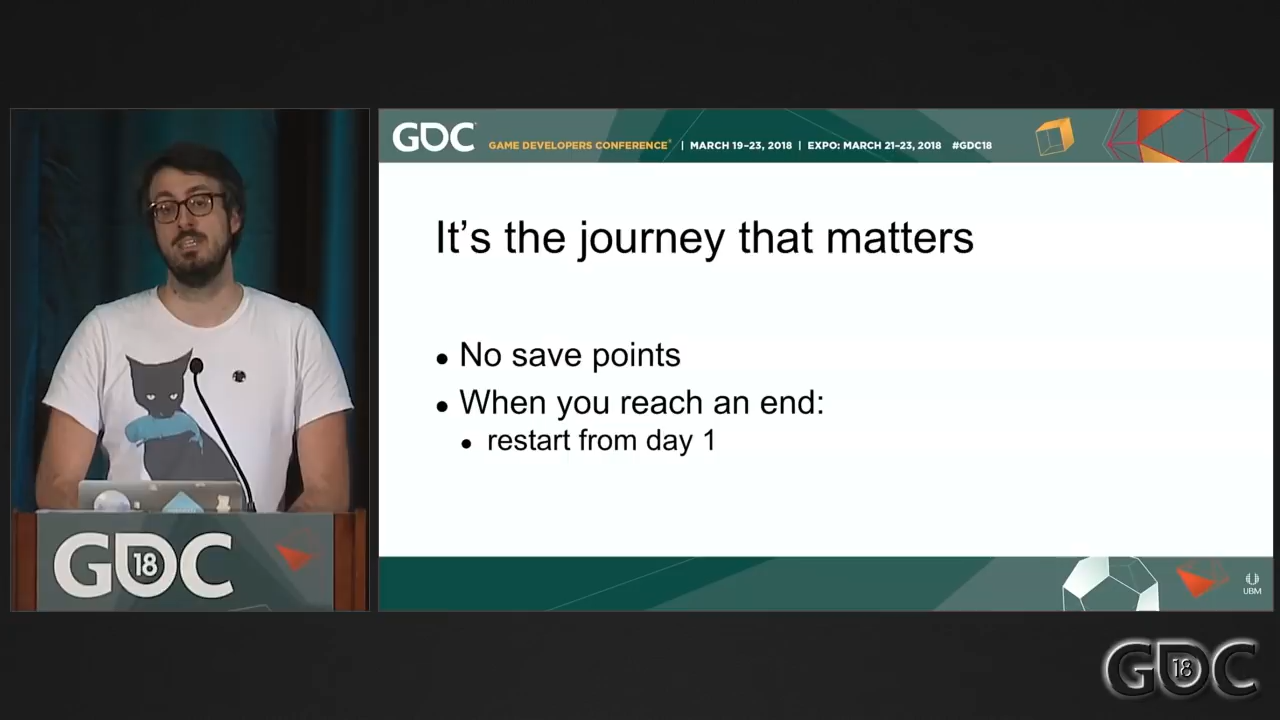 GDC
GAME DEVELOPERS CONFERENCE® | MARCH 19–23, 2018 | EXPO: MARCH 21–23, 2018 #GDC18
It's the journey that matters
• No save points
• When you reach an end:
• restart from day 1
GDC
18
UBM
GDC
18